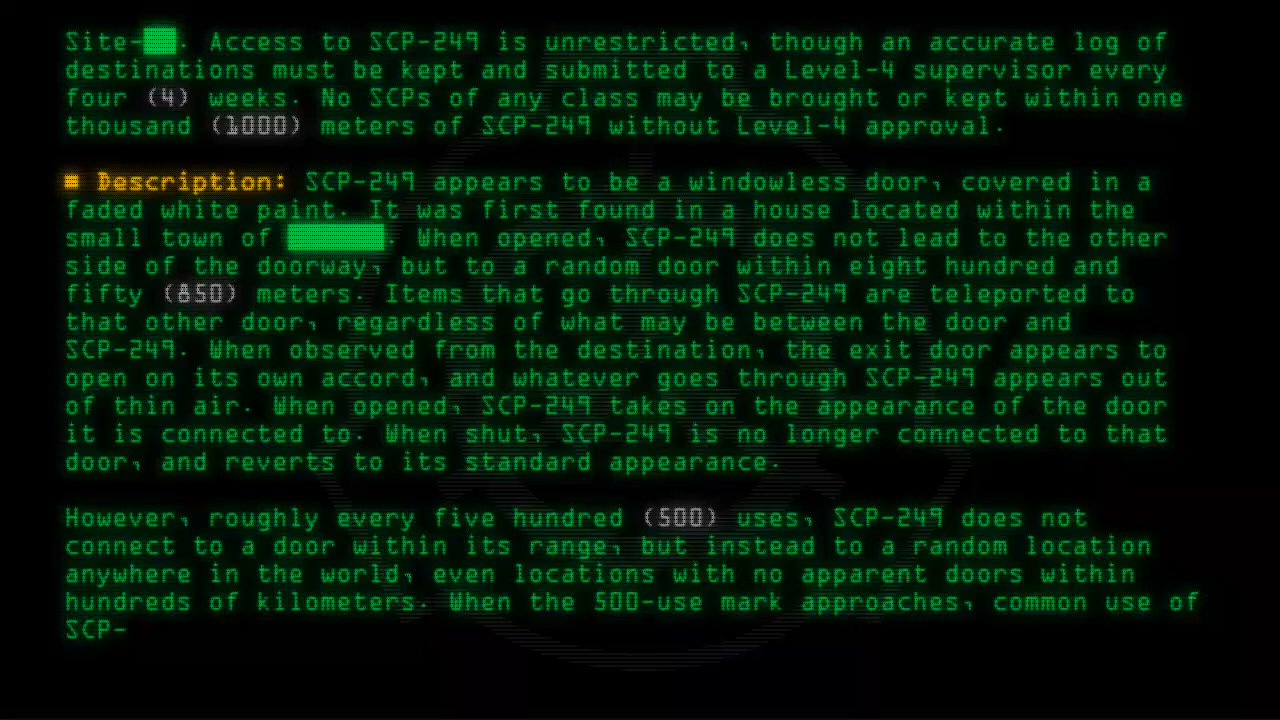 Site-██. Access to SCP-249 is unrestricted, though an accurate log of
destinations must be kept and submitted to a Level-4 supervisor every
four (4) weeks. No SCPs of any class may be brought or kept within one
thousand (1000) meters of SCP-249 without Level-4 approval.
■ Description: SCP-249 appears to be a windowless door, covered in a
faded white paint. It was first found in a house located within the
small town of ██████. When opened, SCP-249 does not lead to the other
side of the doorway, but to a random door within eight hundred and
fifty (850) meters. Items that go through SCP-249 are teleported to
that other door, regardless of what may be between the door and
SCP-249. When observed from the destination, the exit door appears to
open on its own accord, and whatever goes through SCP-249 appears out
of thin air. When opened, SCP-249 takes on the appearance of the door
it is connected to. When shut, SCP-249 is no longer connected to that
door, and reverts to its standard appearance.
However, roughly every five hundred (500) uses, SCP-249 does not
connect to a door within its range, but instead to a random location
anywhere in the world, even locations with no apparent doors within
hundreds of kilometers. When the 500-use mark approaches, common use of
SCP-